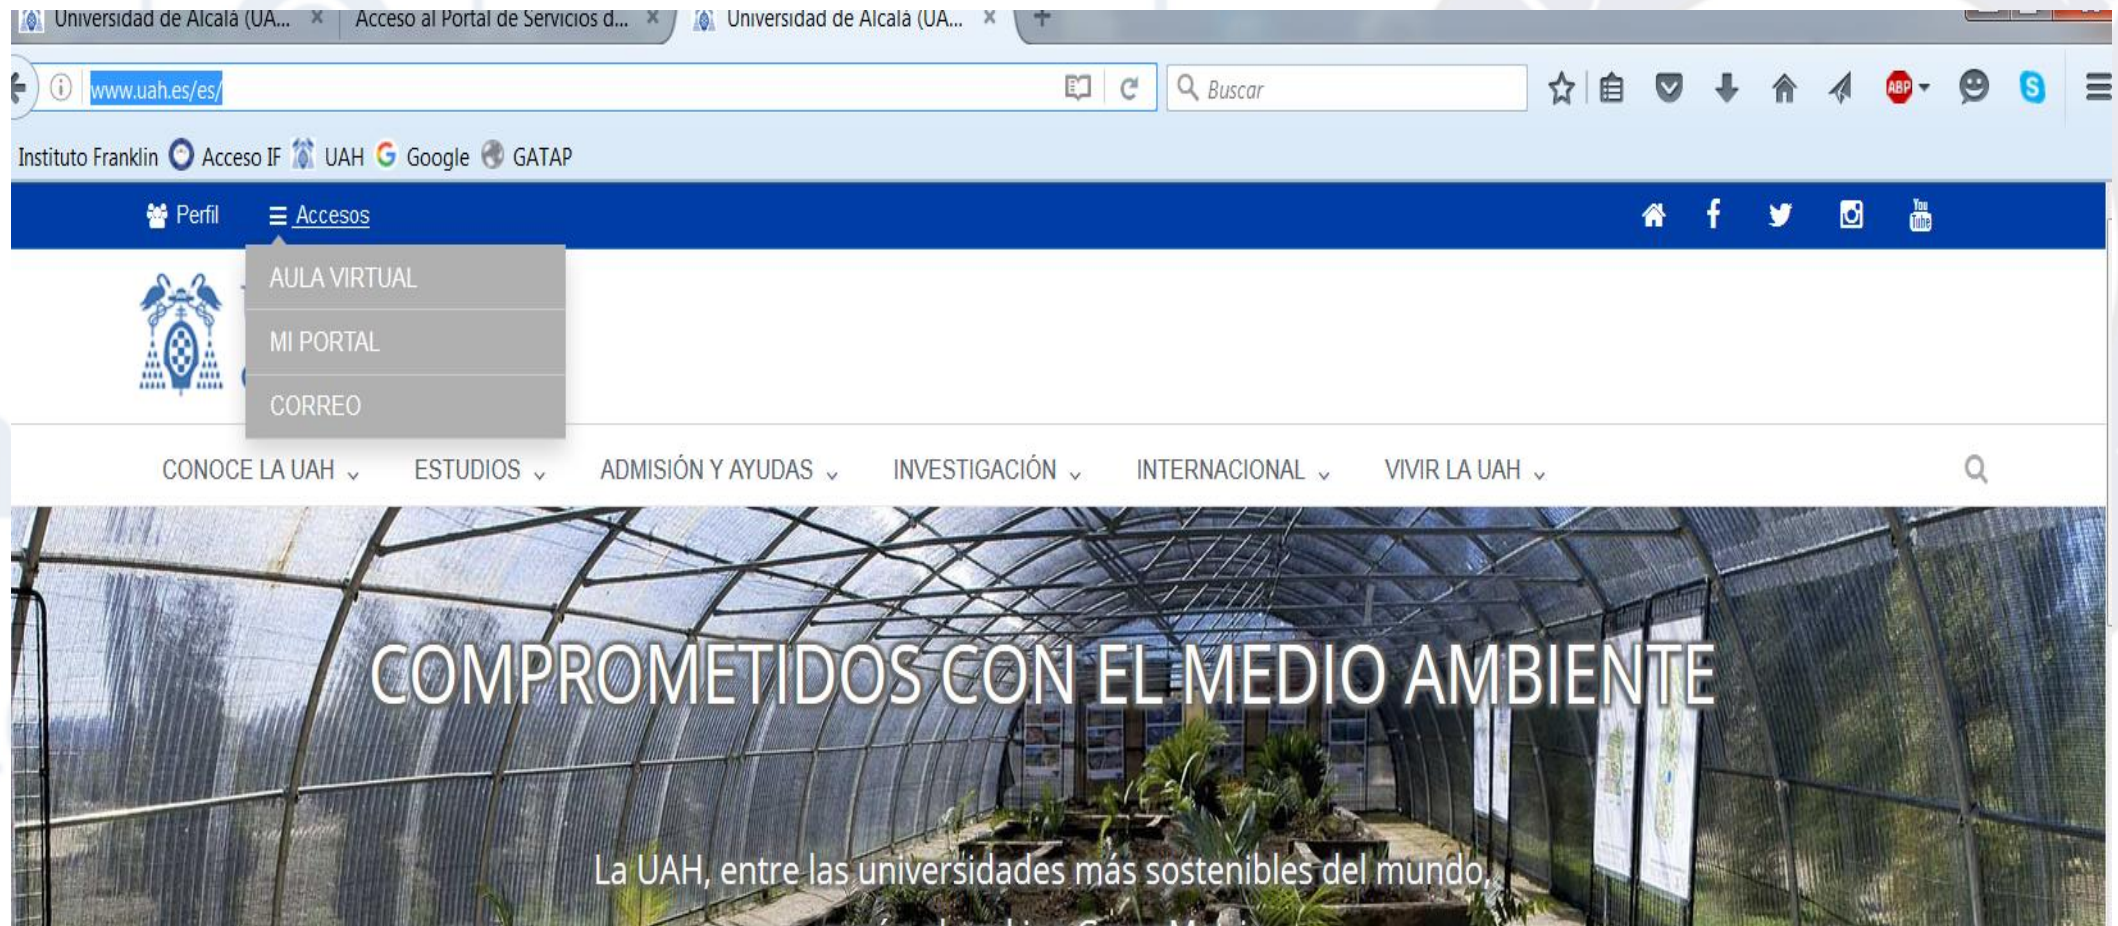 Universidad de Alcalá (UA... × Acceso al Portal de Servicios d... × Universidad de Alcalá (UA... × +
www.uah.es/es/ Buscar ABP S
Instituto Franklin Acceso IF UAH G Google GATAP
Perfil Accesos f You Tube
AULA VIRTUAL
MI PORTAL
CORREO
CONOCE LA UAH ESTUDIOS ADMISIÓN Y AYUDAS INVESTIGACIÓN INTERNACIONAL VIVIR LA UAH
COMPROMETIDOS CON EL MEDIO AMBIENTE
La UAH, entre las universidades más sostenibles del mundo,